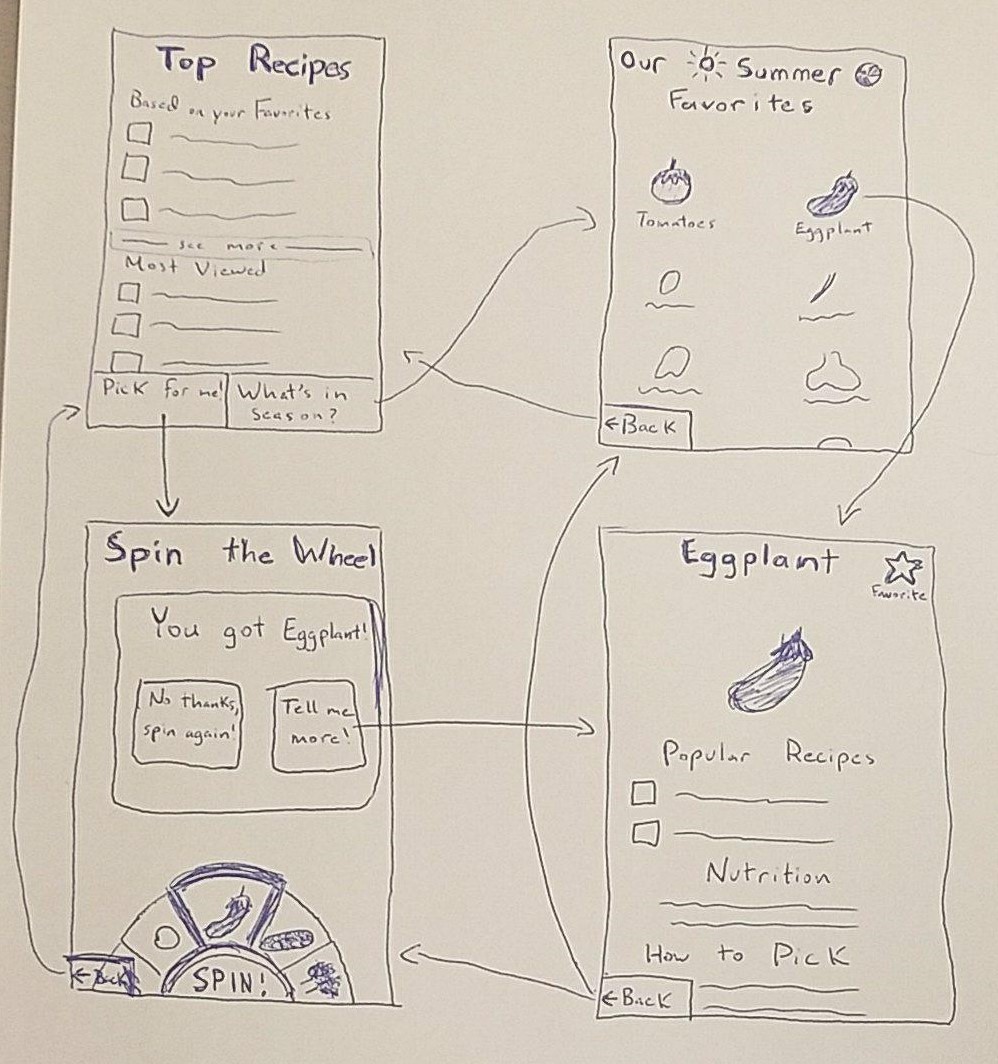 Top Recipes
Based on your Favorites
see more
Most Viewed
Pick for me!
What's in
season?
Our Summer
Favorites
Tomatoes
Eggplant
←Back
Spin the Wheel
You got Eggplant!
No thanks,
spin again!
Tell me
more!
SPIN!
←Back
Eggplant
Favorite
Popular Recipes
Nutrition
How to Pick
←Back